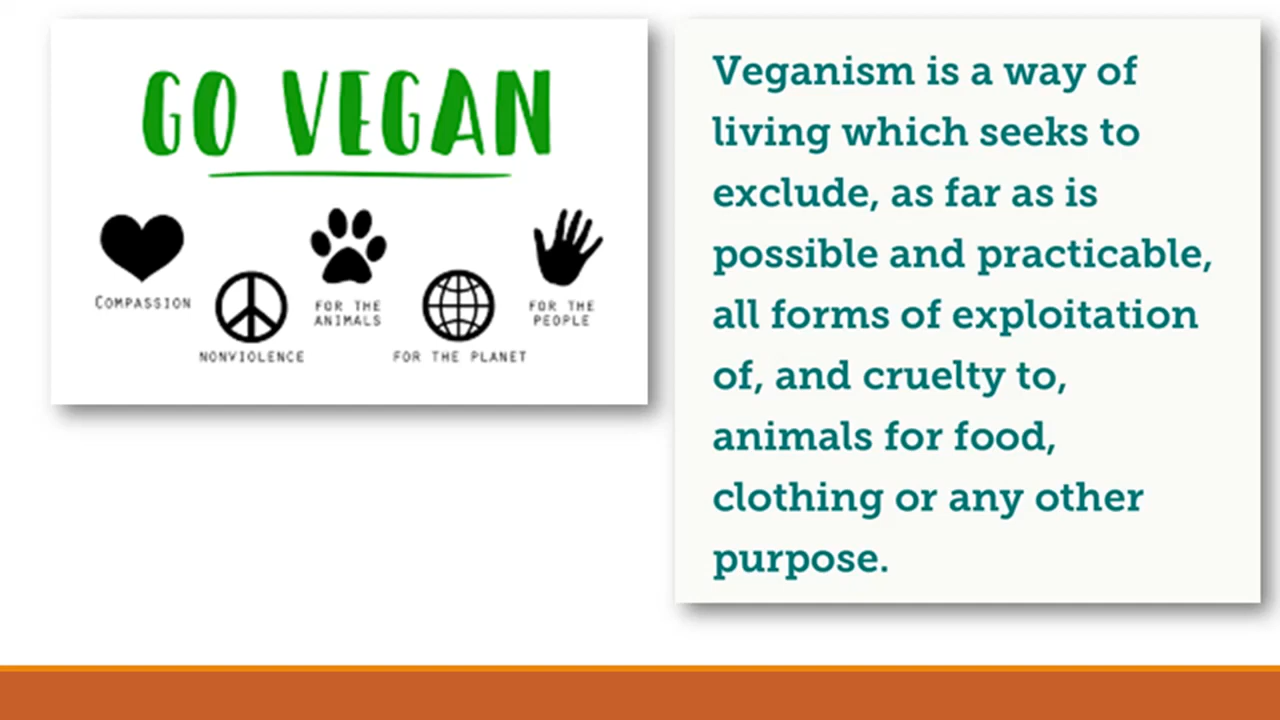 GO VEGAN
COMPASSION
NONVIOLENCE
FOR THE
ANIMALS
FOR THE PLANET
FOR THE
PEOPLE
Veganism is a way of
living which seeks to
exclude, as far as is
possible and practicable,
all forms of exploitation
of, and cruelty to,
animals for food,
clothing or any other
purpose.